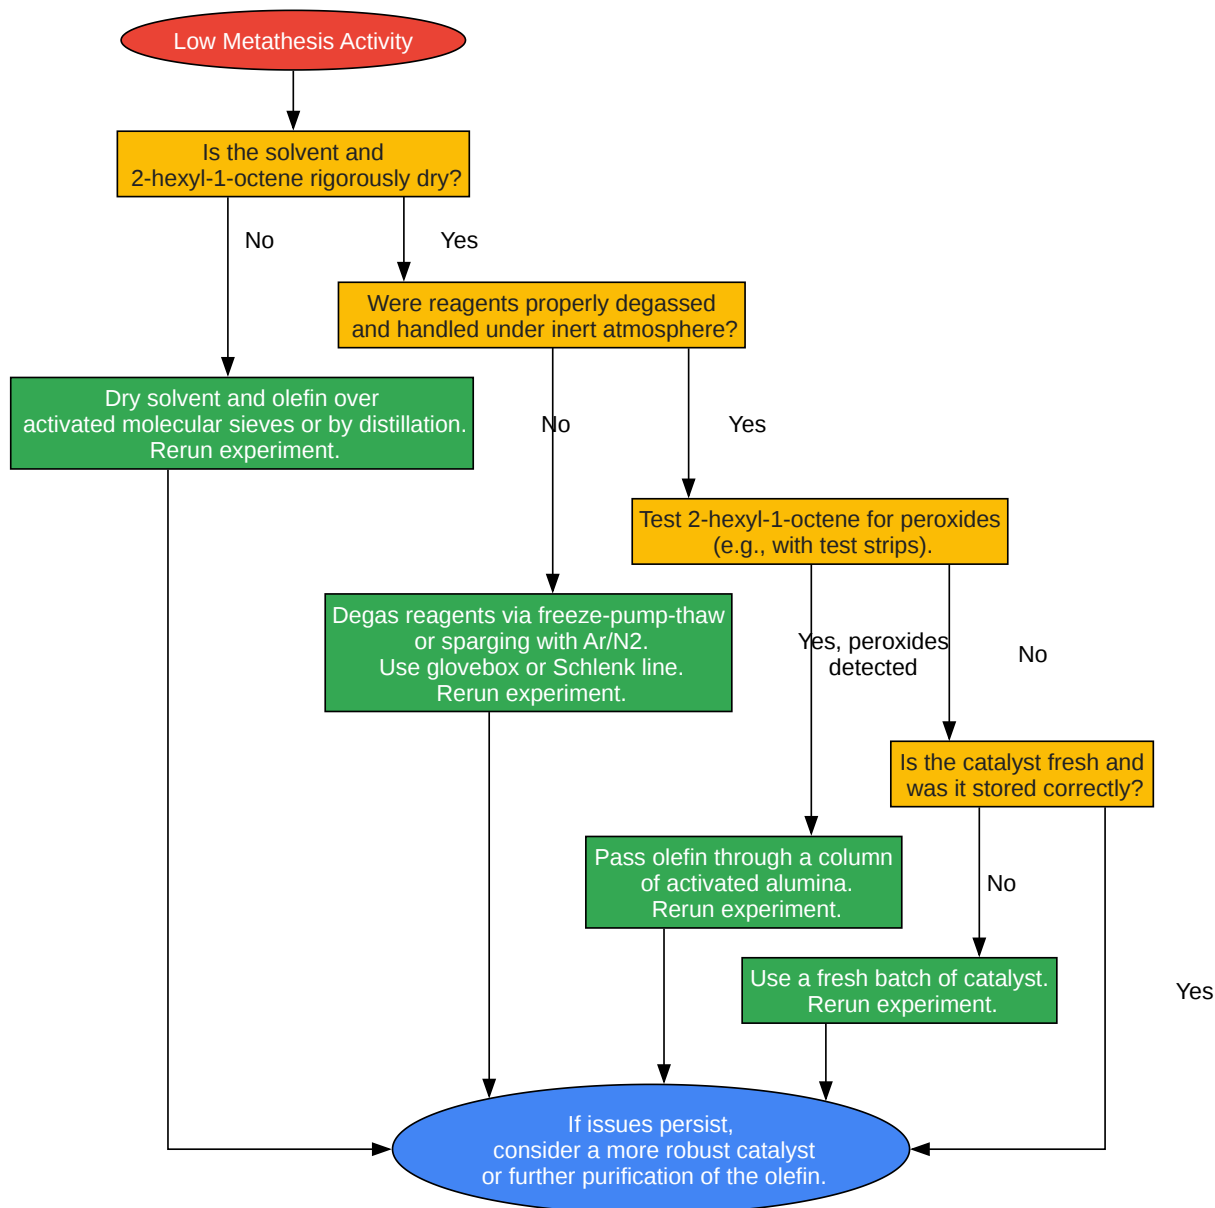 Low Metathesis Activity
Is the solvent and
2-hexyl-1-octene rigorously dry?
No
Yes
Were reagents properly degassed
and handled under inert atmosphere?
Dry solvent and olefin over
activated molecular sieves or by distillation.
Rerun experiment.
No
Yes
Test 2-hexyl-1-octene for peroxides
(e.g., with test strips).
Degas reagents via freeze-pump-thaw
or sparging with Ar/N2.
Use glovebox or Schlenk line.
Rerun experiment.
Yes, peroxides
detected
No
Is the catalyst fresh and
was it stored correctly?
Pass olefin through a column
of activated alumina.
Rerun experiment.
No
Use a fresh batch of catalyst.
Rerun experiment.
Yes
If issues persist,
consider a more robust catalyst
or further purification of the olefin.